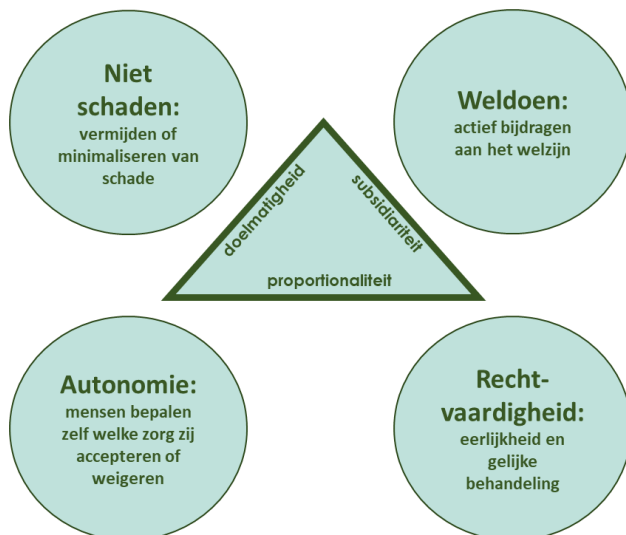 Niet
schaden:
vermijden of
minimaliseren van
schade
Weldoen:
actief bijdragen
aan het welzijn
doelmatigheid
subsidiariteit
proportionaliteit
Autonomie:
mensen bepalen
zelf welke zorg zij
accepteren of
weigeren
Recht-
vaardigheid:
eerlijkheid en
gelijke
behandeling